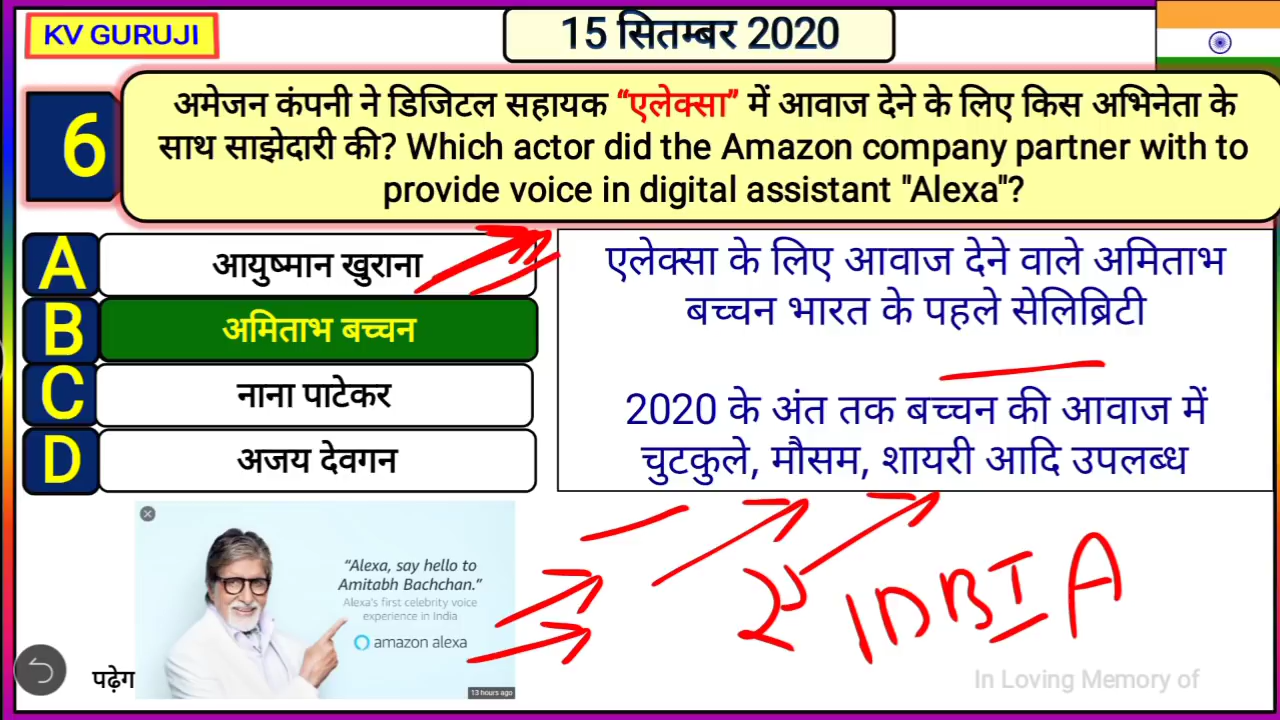 KV GURUJI
15 सितम्बर 2020
6
अमेजन कंपनी ने डिजिटल सहायक “एलेक्सा” में आवाज देने के लिए किस अभिनेता के
साथ साझेदारी की? Which actor did the Amazon company partner with to
provide voice in digital assistant "Alexa"?
A आयुष्मान खुराना
B अमिताभ बच्चन
C नाना पाटेकर
D अजय देवगन
एलेक्सा के लिए आवाज देने वाले अमिताभ
बच्चन भारत के पहले सेलिब्रिटी
2020 के अंत तक बच्चन की आवाज में
चुटकुले, मौसम, शायरी आदि उपलब्ध
“Alexa, say hello to
Amitabh Bachchan.”
Alexa's first celebrity voice
experience in India
amazon alexa
13 hours ago
पढ़ेग
In Loving Memory of